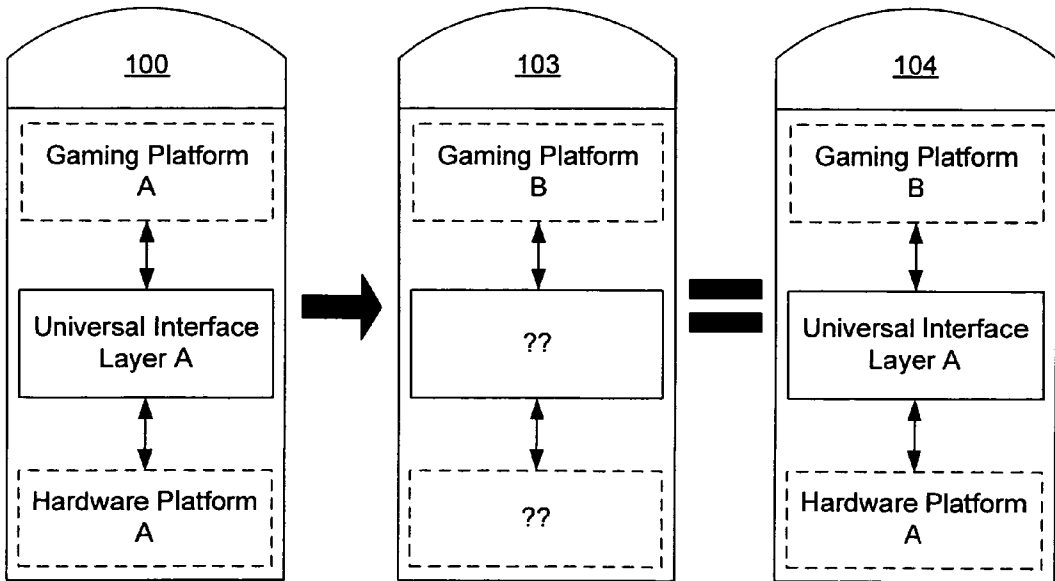 100
Gaming Platform
A
Universal Interface
Layer A
Hardware Platform
A
103
Gaming Platform
B
??
??
104
Gaming Platform
B
Universal Interface
Layer A
Hardware Platform
A